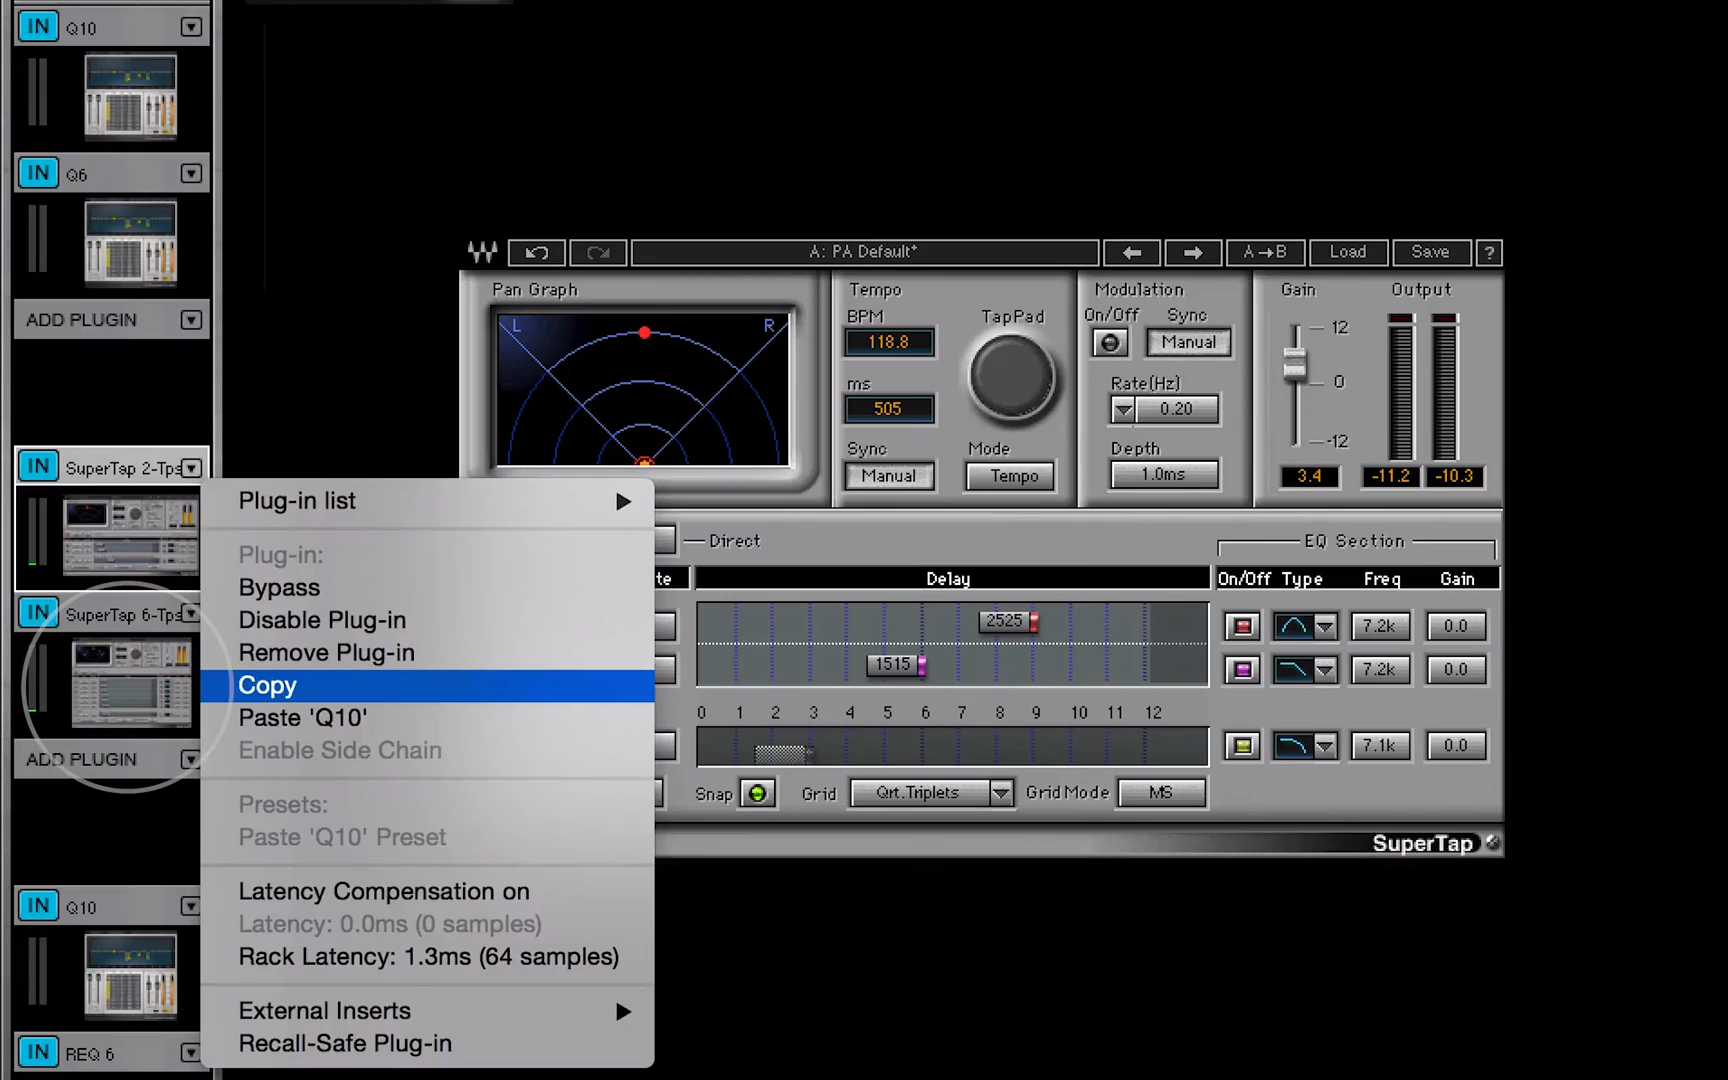 IN Q10
IN Q6
ADD PLUGIN
IN SuperTap 2-Tps
IN SuperTap 6-Tps
ADD PLUGIN
IN Q10
IN REQ 6
Plug-in list
Plug-in:
Bypass
Disable Plug-in
Remove Plug-in
Copy
Paste 'Q10'
Enable Side Chain
Presets:
Paste 'Q10' Preset
Latency Compensation on
Latency: 0.0ms (0 samples)
Rack Latency: 1.3ms (64 samples)
External Inserts
Recall-Safe Plug-in
A: PA Default* A→B Load Save ?
Pan Graph
L R
Tempo
BPM
118.8
ms
505
Sync
Manual
TapPad
Mode
Tempo
Modulation
On/Off Sync
Manual
Rate(Hz)
0.20
Depth
1.0ms
Gain
12
0
-12
3.4
Output
-11.2 -10.3
Direct
EQ Section
te Delay On/Off Type Freq Gain
2525 7.2k 0.0
1515 7.2k 0.0
0 1 2 3 4 5 6 7 8 9 10 11 12
7.1k 0.0
Snap Grid Qrt.Triplets Grid Mode MS
SuperTap